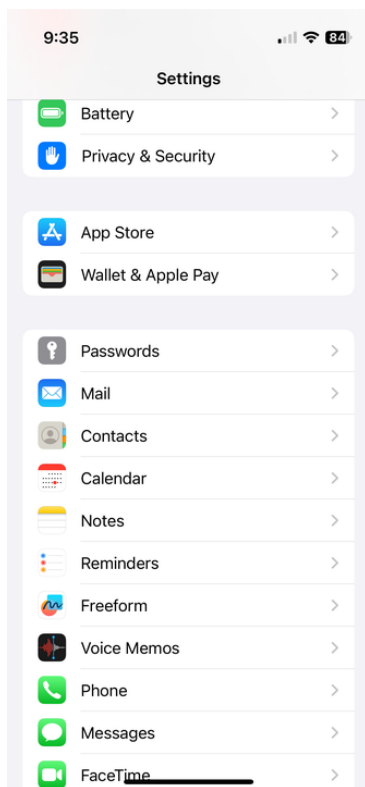 9:35
84
Settings
Battery
Privacy & Security
App Store
Wallet & Apple Pay
Passwords
Mail
Contacts
Calendar
Notes
Reminders
Freeform
Voice Memos
Phone
Messages
FaceTime